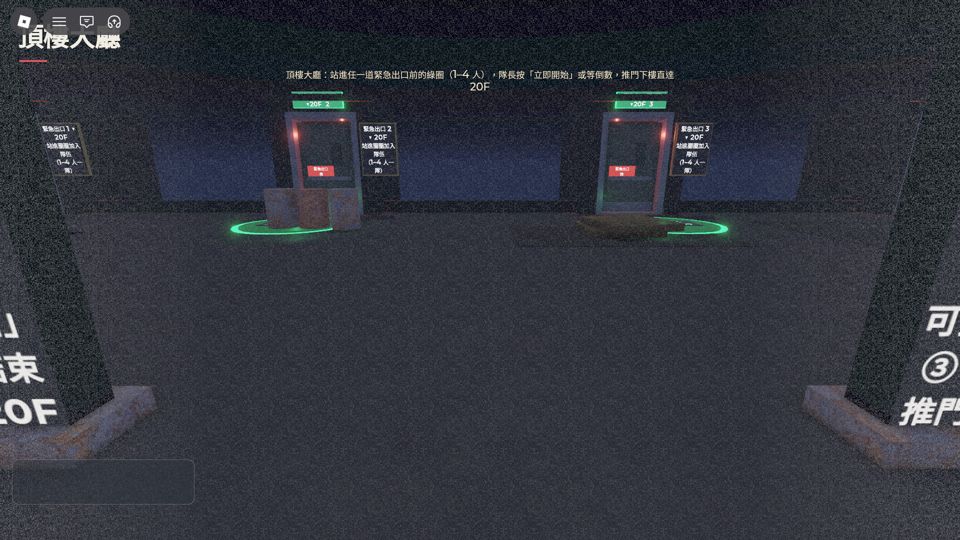 頂樓大廳
頂樓大廳：站進任一道緊急出口前的綠圈（1–4 人），隊長按「立即開始」或等倒數，推門下樓直達
20F
▾20F 2
▾20F 3
緊急出口 1 ▾
20F
站進圈圈加入
隊伍
（1–4 人一
隊）
緊急出口 2
▾ 20F
站進圈圈加入
隊伍
（1–4 人一
隊）
緊急出口 3
▾ 20F
站進圈圈加入
隊伍
（1–4 人一
隊）
」
結束
20F
可
③
推門